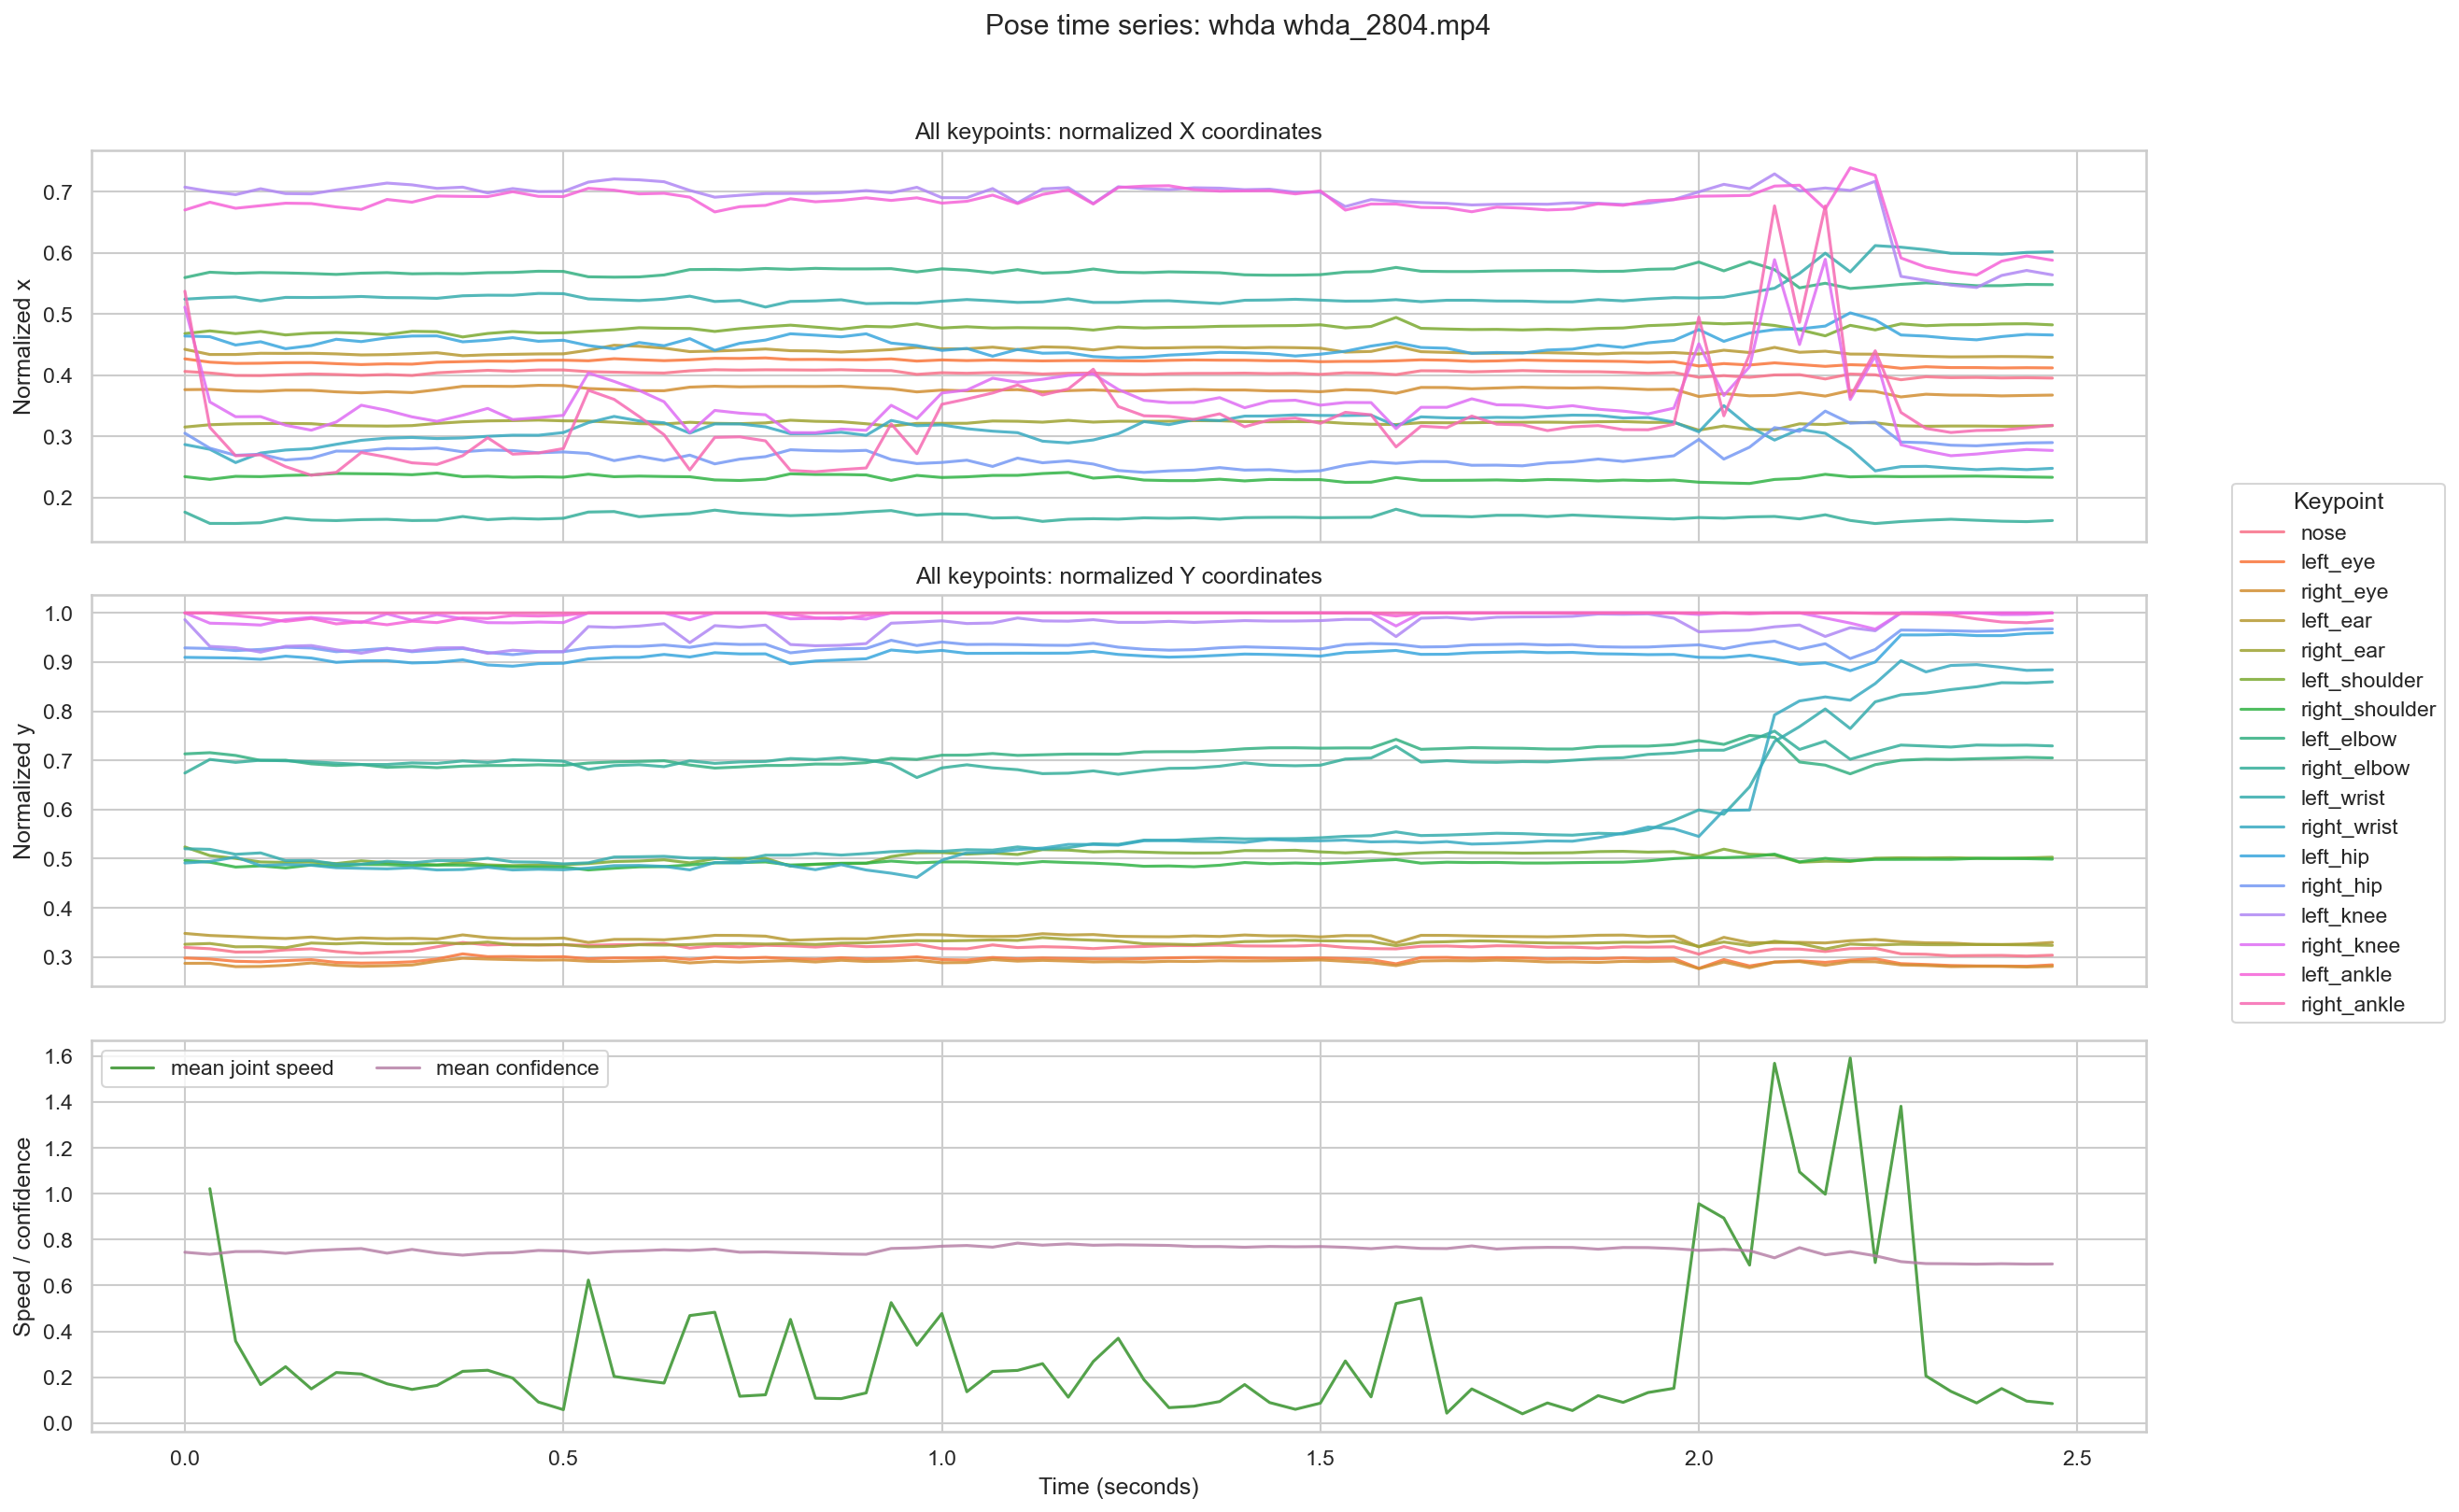 Pose time series: whda whda_2804.mp4
All keypoints: normalized X coordinates
Normalized x
0.7
0.6
0.5
0.4
0.3
0.2
All keypoints: normalized Y coordinates
Normalized y
1.0
0.9
0.8
0.7
0.6
0.5
0.4
0.3
Keypoint
nose
left_eye
right_eye
left_ear
right_ear
left_shoulder
right_shoulder
left_elbow
right_elbow
left_wrist
right_wrist
left_hip
right_hip
left_knee
right_knee
left_ankle
right_ankle
mean joint speed mean confidence
Speed / confidence
1.6
1.4
1.2
1.0
0.8
0.6
0.4
0.2
0.0
0.0 0.5 1.0 1.5 2.0 2.5
Time (seconds)